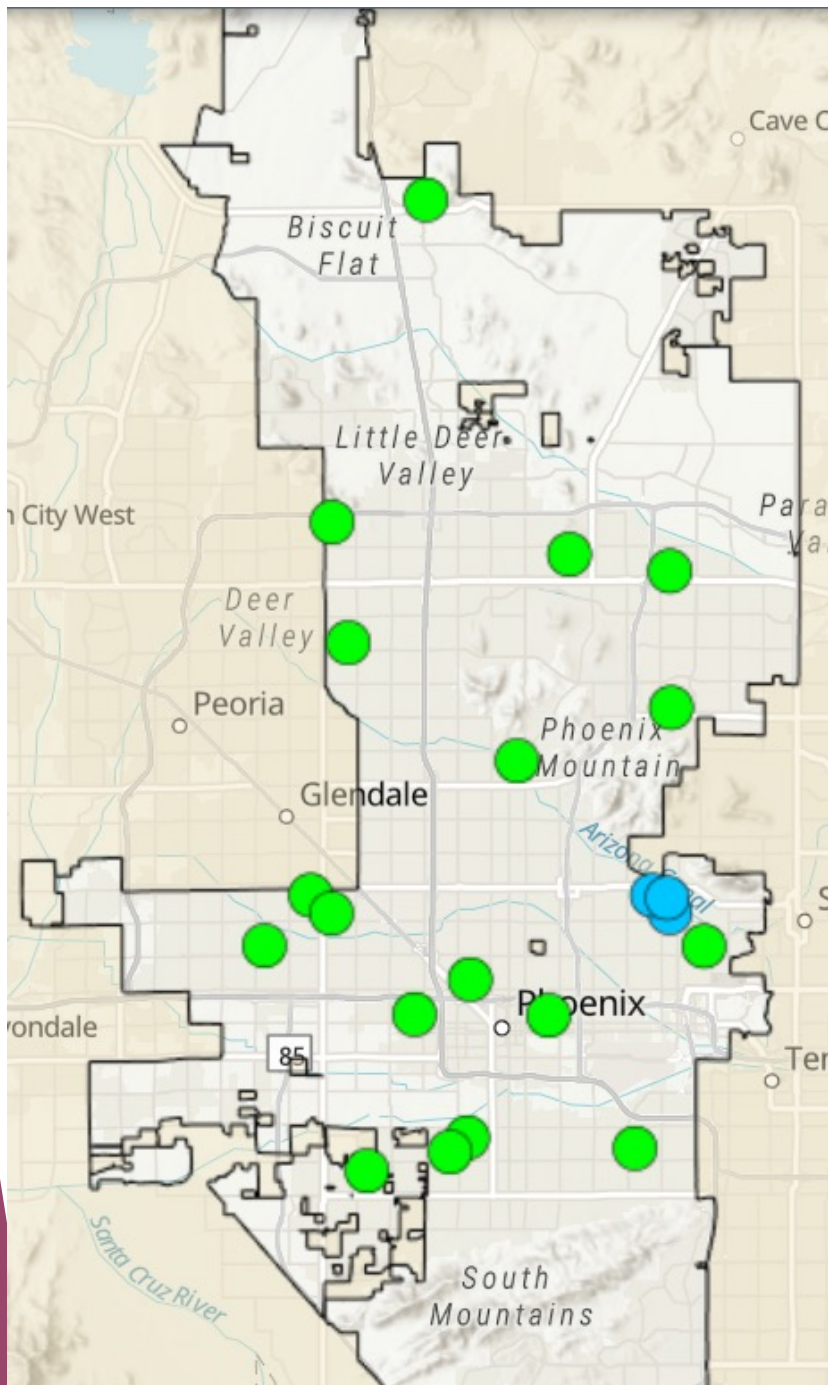 Cave C
Biscuit
Flat
Little Deer
Valley
n City West
Para
Va
Deer
Valley
Peoria
Phoenix
Mountain
Glendale
Arizona Canal
S
Phoenix
vondale
85
Ter
Santa Cruz River
South
Mountains